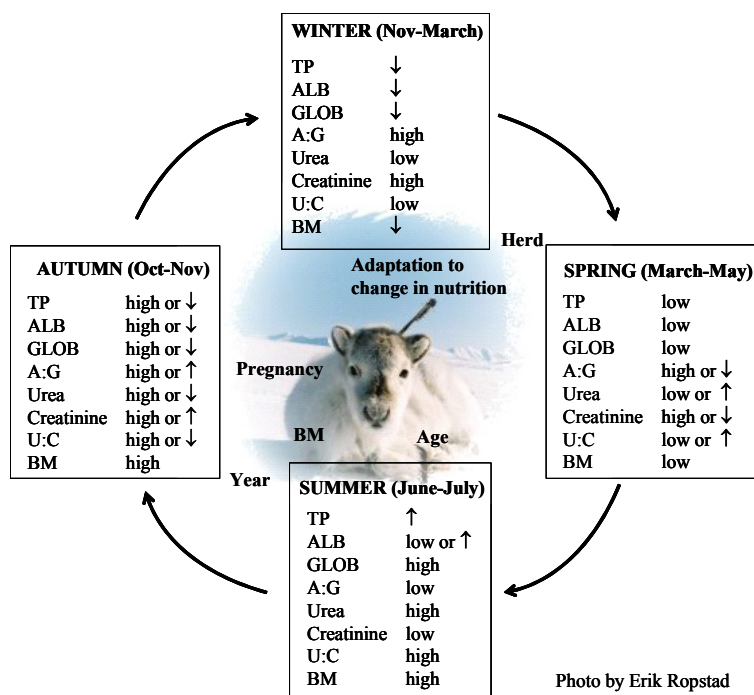 WINTER (Nov-March)
TP ↓
ALB ↓
GLOB ↓
A:G high
Urea low
Creatinine high
U:C low
BM ↓
Herd
AUTUMN (Oct-Nov)
TP high or ↓
ALB high or ↓
GLOB high or ↓
A:G high or ↑
Urea high or ↓
Creatinine high or ↑
U:C high or ↓
BM high
Adaptation to
change in nutrition
Pregnancy
BM
Age
Year
SPRING (March-May)
TP low
ALB low
GLOB low
A:G high or ↓
Urea low or ↑
Creatinine high or ↓
U:C low or ↑
BM low
SUMMER (June-July)
TP ↑
ALB low or ↑
GLOB high
A:G low
Urea high
Creatinine low
U:C high
BM high
Photo by Erik Ropstad